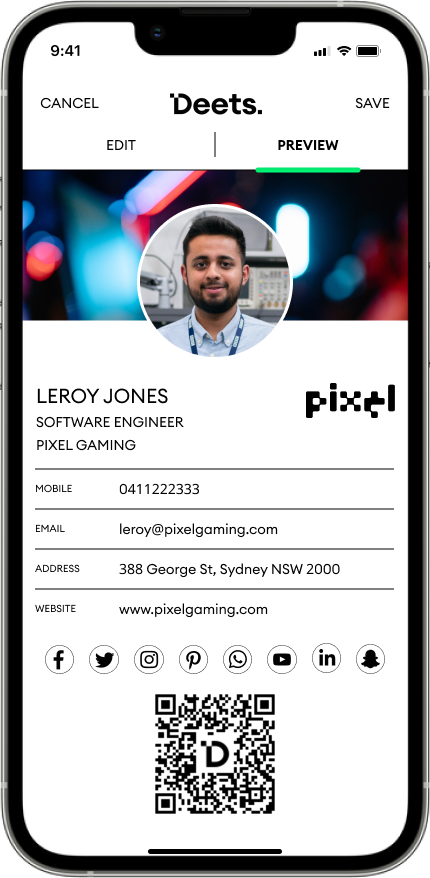 9:41
CANCEL Deets. SAVE
EDIT PREVIEW
LEROY JONES pixel
SOFTWARE ENGINEER
PIXEL GAMING
MOBILE 0411222333
EMAIL leroy@pixelgaming.com
ADDRESS 388 George St, Sydney NSW 2000
WEBSITE www.pixelgaming.com
D